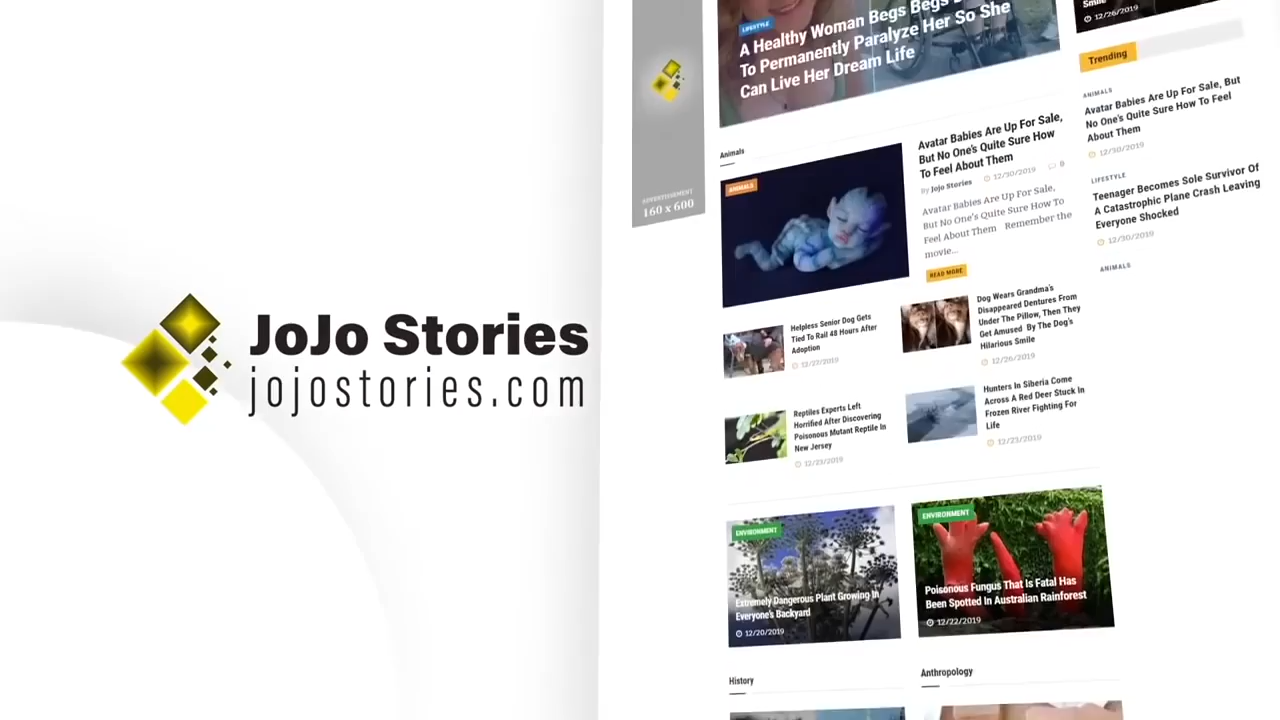 JoJo Stories
jojostories.com
ADVERTISEMENT
160 x 600
LIFESTYLE
A Healthy Woman Begs Begs
To Permanently Paralyze Her So She
Can Live Her Dream Life
Animals
ANIMALS
Avatar Babies Are Up For Sale,
But No One's Quite Sure How
To Feel About Them
By Jojo Stories 12/30/2019 0
Avatar Babies Are Up For Sale,
But No One's Quite Sure How To
Feel About Them Remember the
movie...
READ MORE
Helpless Senior Dog Gets
Tied To Rail 48 Hours After
Adoption
12/27/2019
Dog Wears Grandma's
Disappeared Dentures From
Under The Pillow, Then They
Get Amused By The Dog's
Hilarious Smile
12/26/2019
Reptiles Experts Left
Horrified After Discovering
Poisonous Mutant Reptile In
New Jersey
12/23/2019
Hunters In Siberia Come
Across A Red Deer Stuck In
Frozen River Fighting For
Life
12/23/2019
ENVIRONMENT
Extremely Dangerous Plant Growing In
Everyone's Backyard
12/20/2019
ENVIRONMENT
Poisonous Fungus That Is Fatal Has
Been Spotted In Australian Rainforest
12/22/2019
History
Anthropology
Smile
12/26/2019
Trending
ANIMALS
Avatar Babies Are Up For Sale, But
No One's Quite Sure How To Feel
About Them
12/30/2019
LIFESTYLE
Teenager Becomes Sole Survivor Of
A Catastrophic Plane Crash Leaving
Everyone Shocked
12/30/2019
ANIMALS